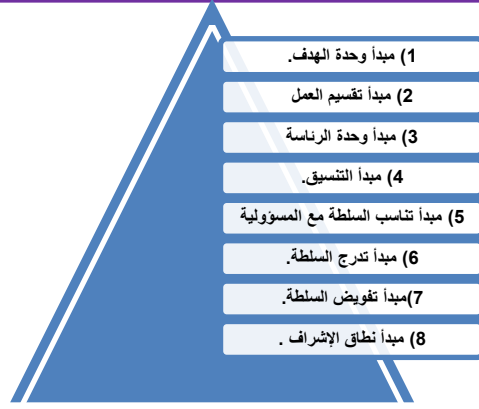 1) مبدأ وحدة الهدف.
2) مبدأ تقسيم العمل
3) مبدأ وحدة الرئاسة
4) مبدأ التنسيق.
5) مبدأ تناسب السلطة مع المسؤولية
6) مبدأ تدرج السلطة.
7)مبدأ تفويض السلطة.
8) مبدأ نطاق الإشراف .